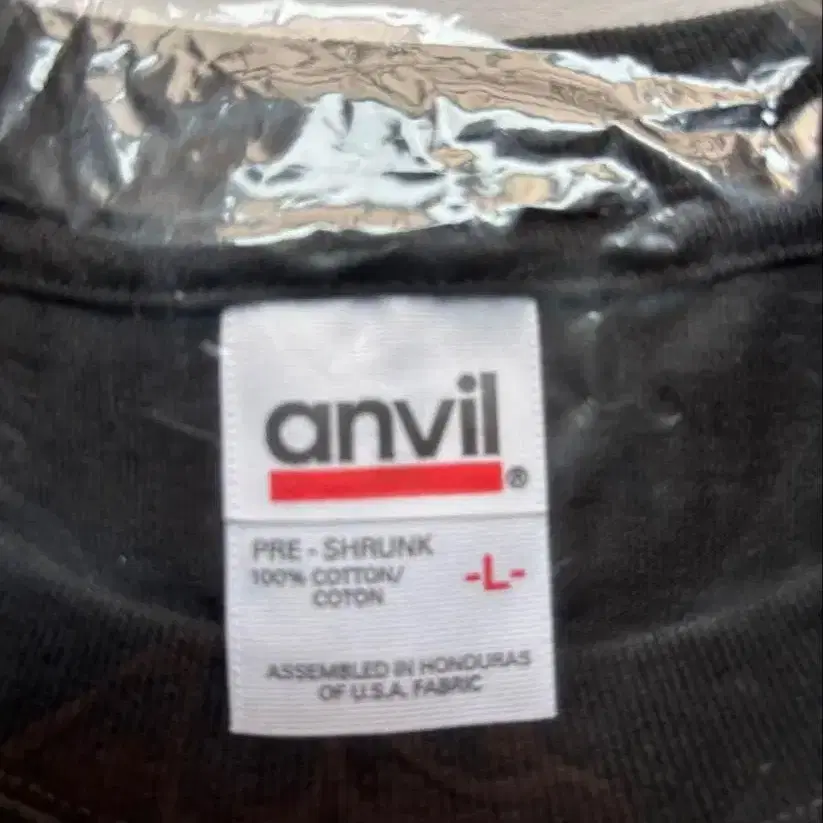 anvil®
PRE-SHRUNK
100% COTTON/
COTON
-L-
ASSEMBLED IN HONDURAS
OF U.S.A. FABRIC